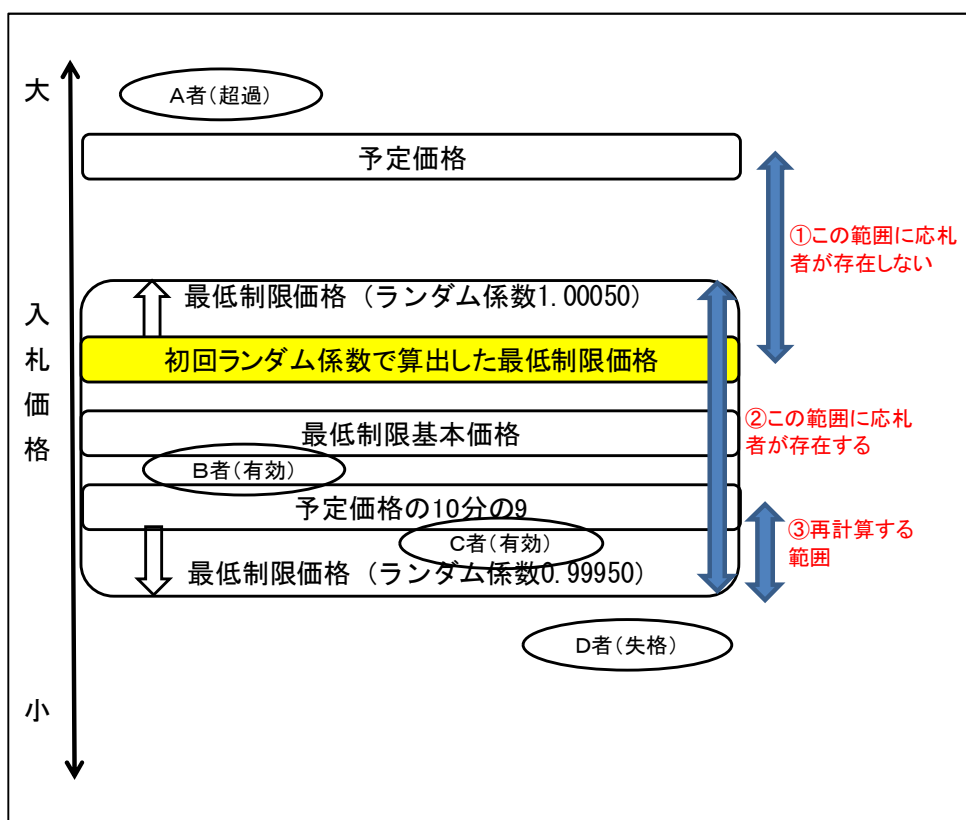 大
A者（超過）
予定価格
①この範囲に応札
者が存在しない
最低制限価格 （ランダム係数1.00050）
入札価格
初回ランダム係数で算出した最低制限価格
最低制限基本価格
②この範囲に応札
者が存在する
B者（有効）
予定価格の10分の9
③再計算する
範囲
C者（有効）
最低制限価格 （ランダム係数0.99950）
D者（失格）
小